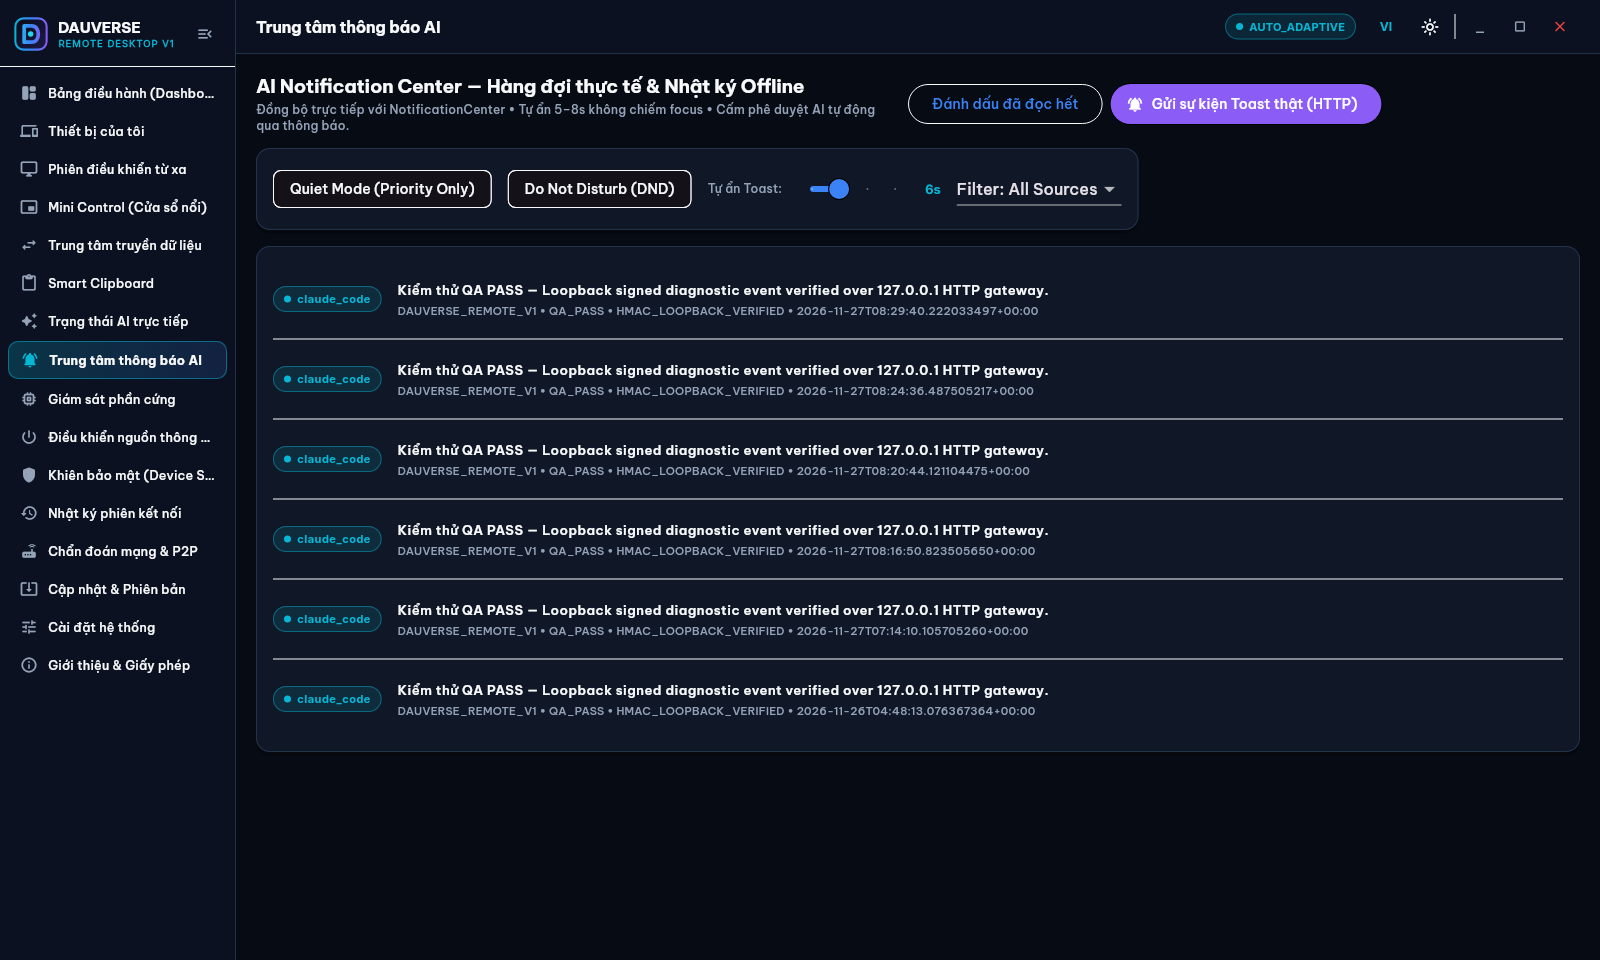 DAUVERSE
REMOTE DESKTOP V1
Trung tâm thông báo AI
AUTO_ADAPTIVE
VI
Bảng điều hành (Dashbo...
Thiết bị của tôi
Phiên điều khiển từ xa
Mini Control (Cửa sổ nổi)
Trung tâm truyền dữ liệu
Smart Clipboard
Trạng thái AI trực tiếp
Trung tâm thông báo AI
Giám sát phần cứng
Điều khiển nguồn thông ...
Khiên bảo mật (Device S...
Nhật ký phiên kết nối
Chẩn đoán mạng & P2P
Cập nhật & Phiên bản
Cài đặt hệ thống
Giới thiệu & Giấy phép
AI Notification Center — Hàng đợi thực tế & Nhật ký Offline
Đồng bộ trực tiếp với NotificationCenter • Tự ẩn 5–8s không chiếm focus • Cấm phê duyệt AI tự động
qua thông báo.
Đánh dấu đã đọc hết
Gửi sự kiện Toast thật (HTTP)
Quiet Mode (Priority Only)
Do Not Disturb (DND)
Tự ẩn Toast:
6s
Filter: All Sources
claude_code
Kiểm thử QA PASS — Loopback signed diagnostic event verified over 127.0.0.1 HTTP gateway.
DAUVERSE_REMOTE_V1 • QA_PASS • HMAC_LOOPBACK_VERIFIED • 2026-11-27T08:29:40.222033497+00:00
claude_code
Kiểm thử QA PASS — Loopback signed diagnostic event verified over 127.0.0.1 HTTP gateway.
DAUVERSE_REMOTE_V1 • QA_PASS • HMAC_LOOPBACK_VERIFIED • 2026-11-27T08:24:36.487505217+00:00
claude_code
Kiểm thử QA PASS — Loopback signed diagnostic event verified over 127.0.0.1 HTTP gateway.
DAUVERSE_REMOTE_V1 • QA_PASS • HMAC_LOOPBACK_VERIFIED • 2026-11-27T08:20:44.121104475+00:00
claude_code
Kiểm thử QA PASS — Loopback signed diagnostic event verified over 127.0.0.1 HTTP gateway.
DAUVERSE_REMOTE_V1 • QA_PASS • HMAC_LOOPBACK_VERIFIED • 2026-11-27T08:16:50.823505650+00:00
claude_code
Kiểm thử QA PASS — Loopback signed diagnostic event verified over 127.0.0.1 HTTP gateway.
DAUVERSE_REMOTE_V1 • QA_PASS • HMAC_LOOPBACK_VERIFIED • 2026-11-27T07:14:10.105705260+00:00
claude_code
Kiểm thử QA PASS — Loopback signed diagnostic event verified over 127.0.0.1 HTTP gateway.
DAUVERSE_REMOTE_V1 • QA_PASS • HMAC_LOOPBACK_VERIFIED • 2026-11-26T04:48:13.076367364+00:00